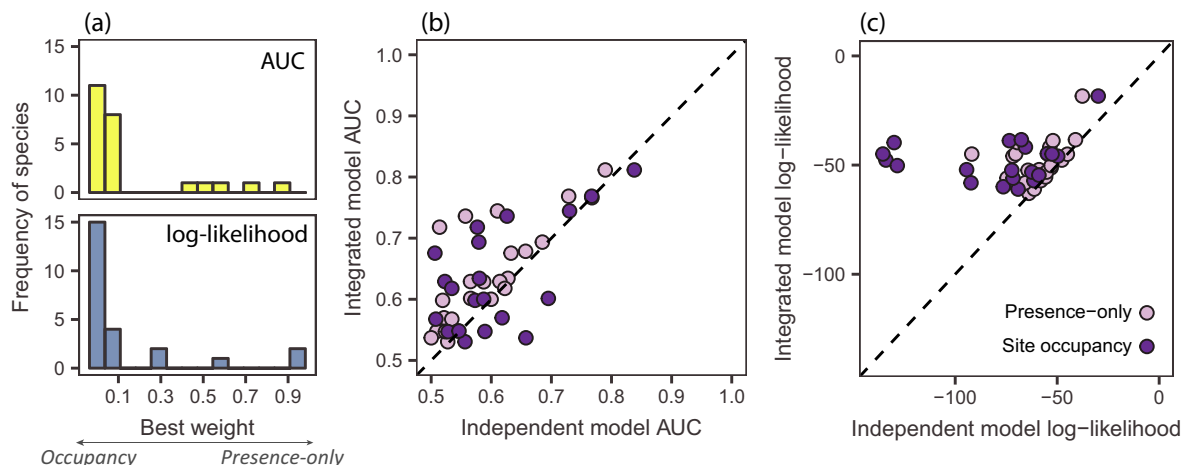 (a)
AUC
15
10
5
0
log-likelihood
15
10
5
0
Frequency of species
0.1 0.3 0.5 0.7 0.9
Best weight
Occupancy Presence-only
(b)
Integrated model AUC
1.0
0.9
0.8
0.7
0.6
0.5
0.5 0.6 0.7 0.8 0.9 1.0
Independent model AUC
(c)
Integrated model log-likelihood
0
−50
−100
Presence-only
Site occupancy
−100 −50 0
Independent model log-likelihood